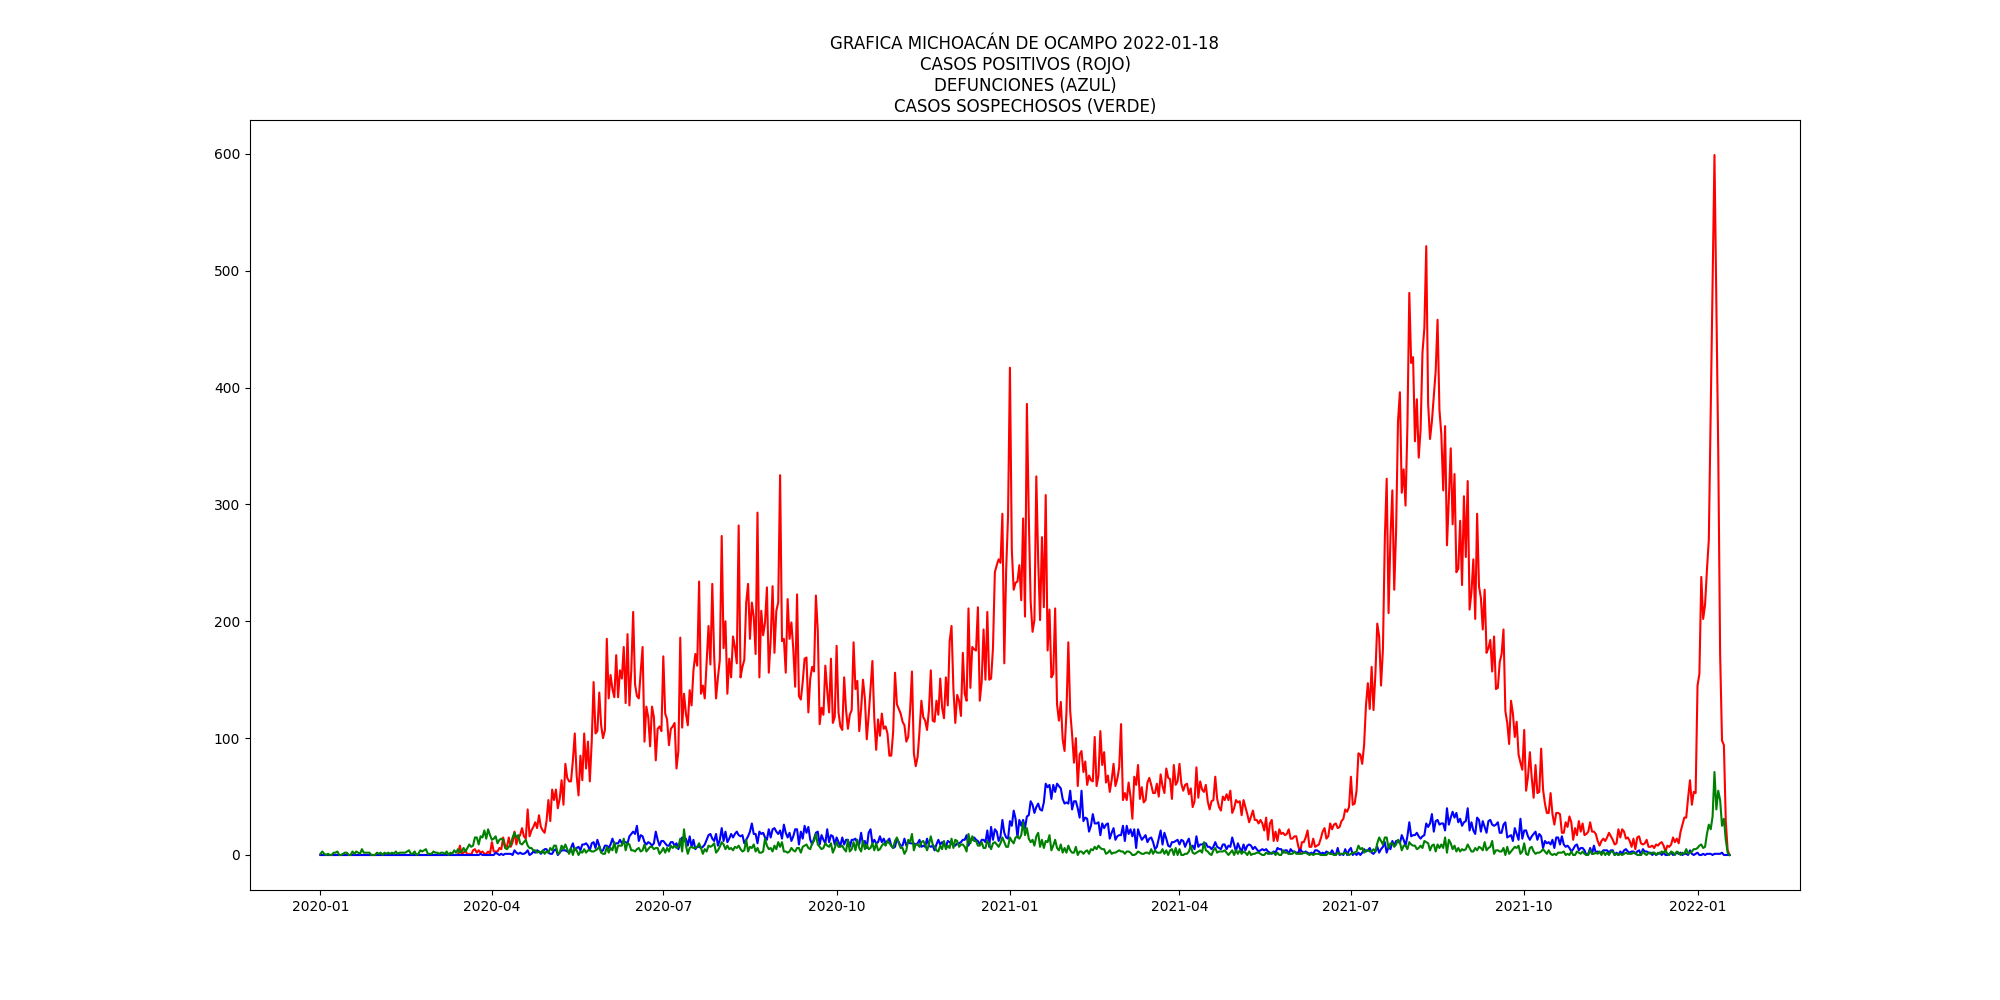 GRAFICA MICHOACÁN DE OCAMPO 2022-01-18
CASOS POSITIVOS (ROJO)
DEFUNCIONES (AZUL)
CASOS SOSPECHOSOS (VERDE)
600
500
400
300
200
100
0
2020-01 2020-04 2020-07 2020-10 2021-01 2021-04 2021-07 2021-10 2022-01